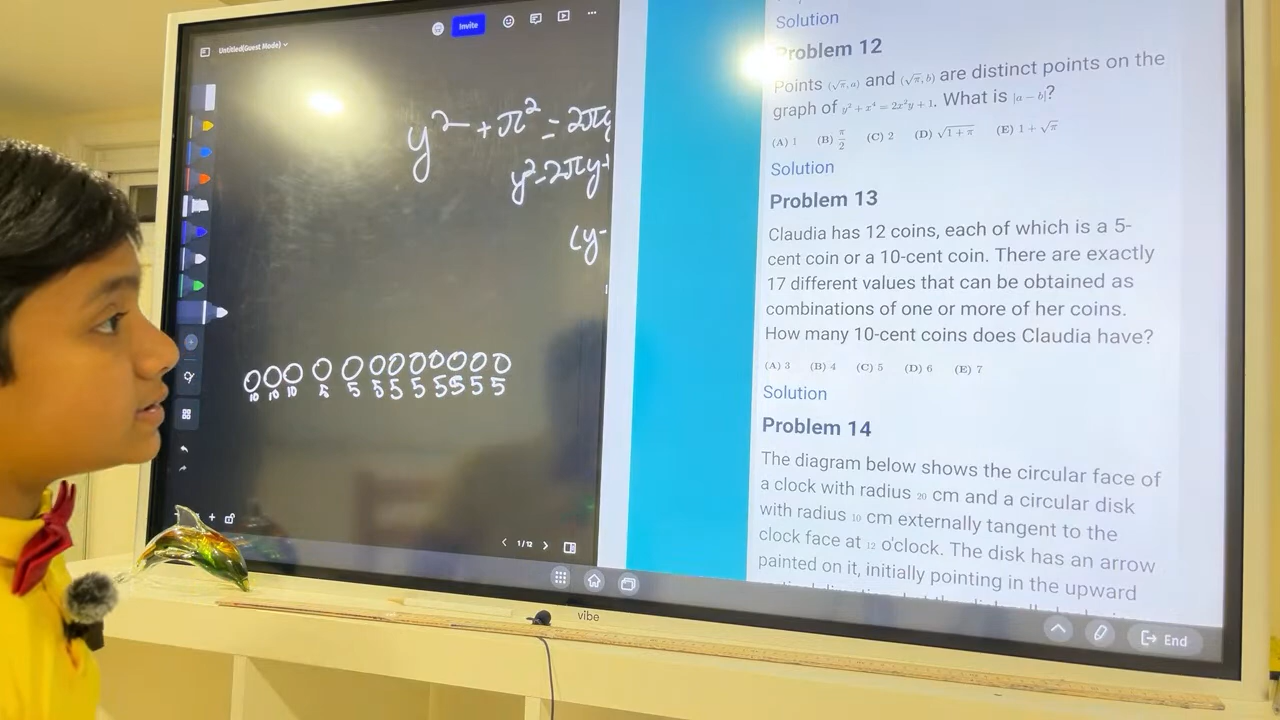 Untitled(Guest Mode)
Invite
y² + π² = 2πy
y² - 2πy +
(y-
10 10 10 5 5 5 5 5 5 5 5 5
1/12
vibe
End
Solution
Problem 12
Points (√π, a) and (√π, b) are distinct points on the
graph of y² + x⁴ = 2x²y + 1. What is |a − b|?
(A) 1 (B) π/2 (C) 2 (D) √1+π (E) 1 + √π
Solution
Problem 13
Claudia has 12 coins, each of which is a 5-
cent coin or a 10-cent coin. There are exactly
17 different values that can be obtained as
combinations of one or more of her coins.
How many 10-cent coins does Claudia have?
(A) 3 (B) 4 (C) 5 (D) 6 (E) 7
Solution
Problem 14
The diagram below shows the circular face of
a clock with radius 20 cm and a circular disk
with radius 10 cm externally tangent to the
clock face at 12 o'clock. The disk has an arrow
painted on it, initially pointing in the upward